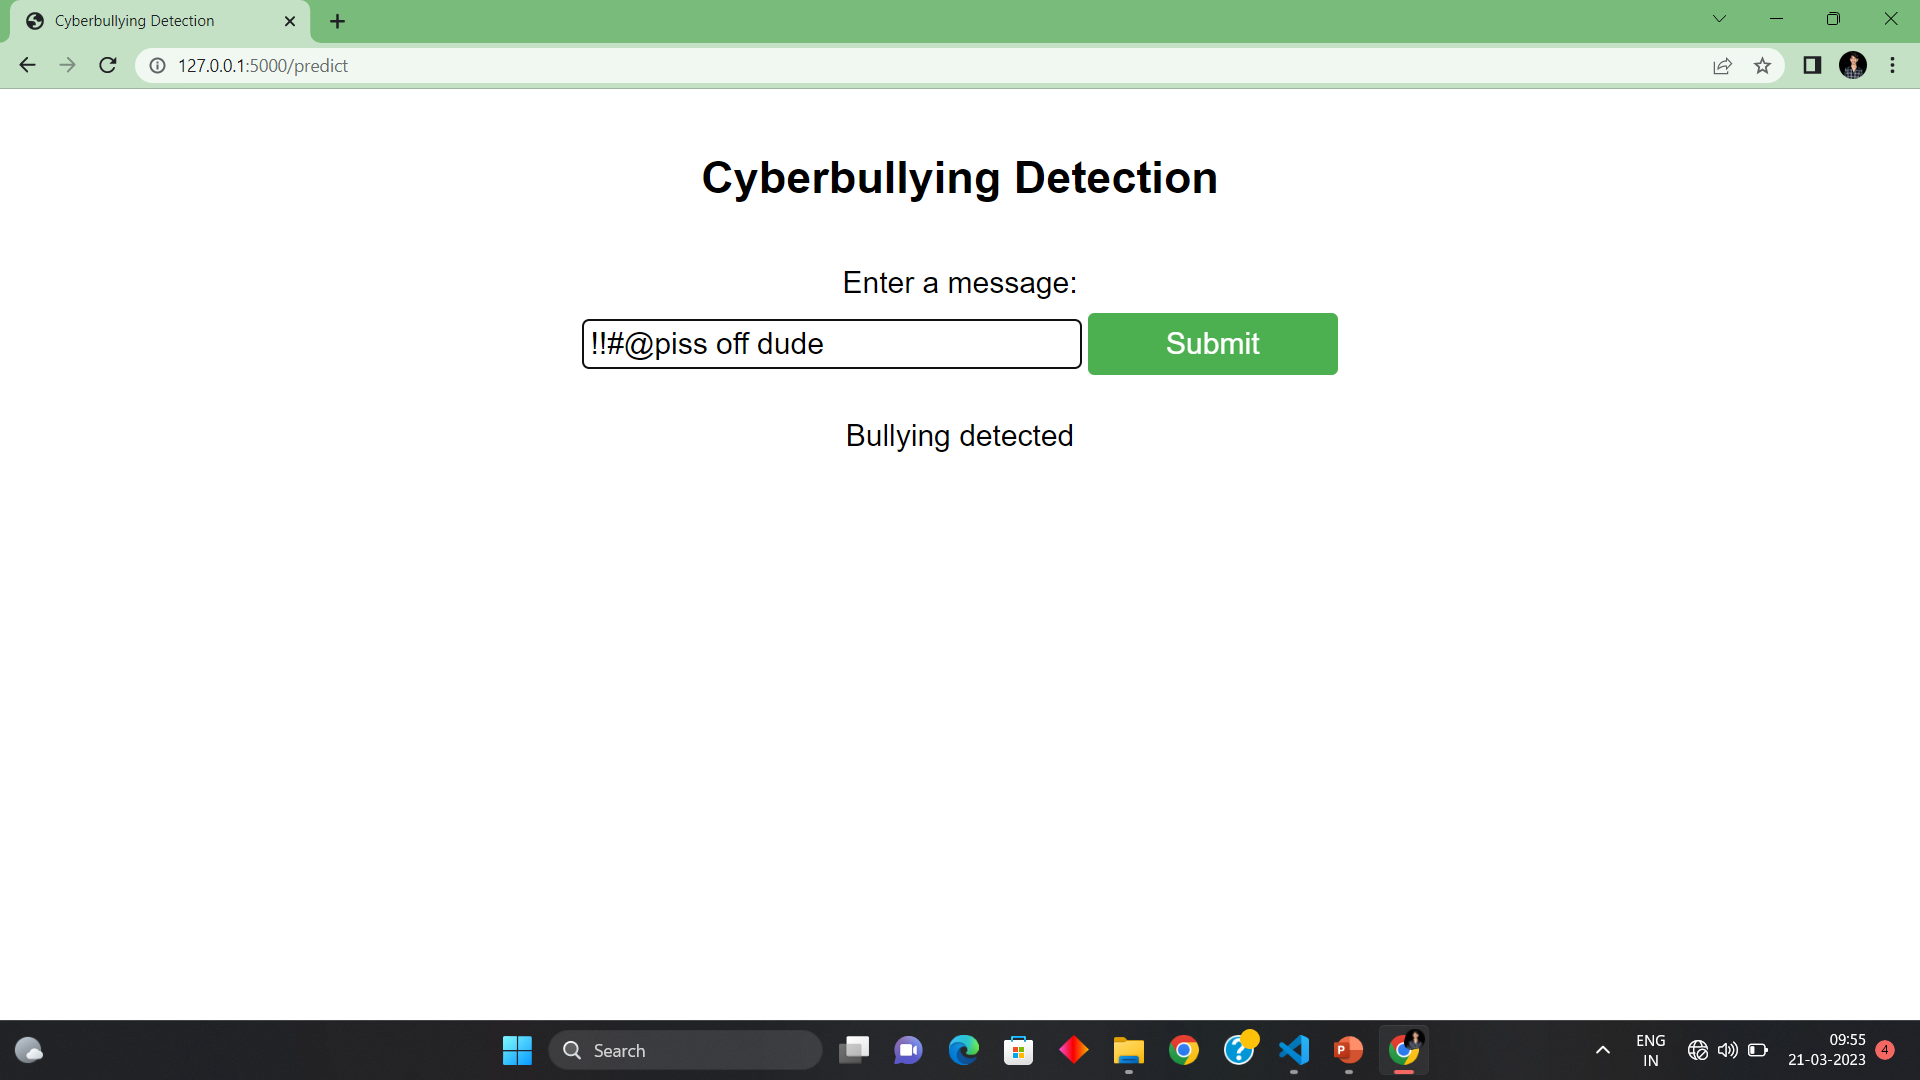 Cyberbullying Detection
127.0.0.1:5000/predict
Cyberbullying Detection
Enter a message:
!!#@piss off dude
Submit
Bullying detected
Search
P
ENG
IN
09:55
21-03-2023
4